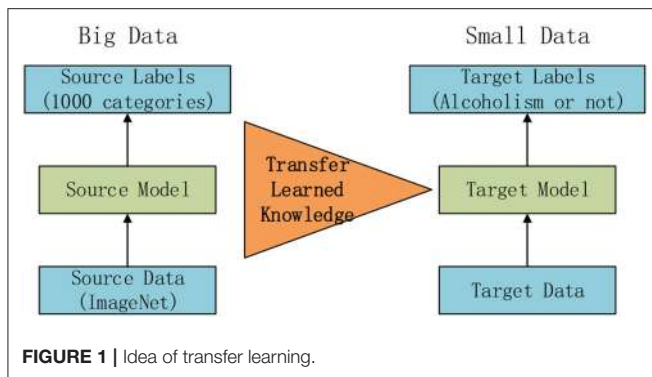 Big Data
Small Data
Source Labels
(1000 categories)
Target Labels
(Alcoholism or not)
Transfer
Learned
Knowledge
Source Model
Target Model
Source Data
(ImageNet)
Target Data
FIGURE 1 | Idea of transfer learning.